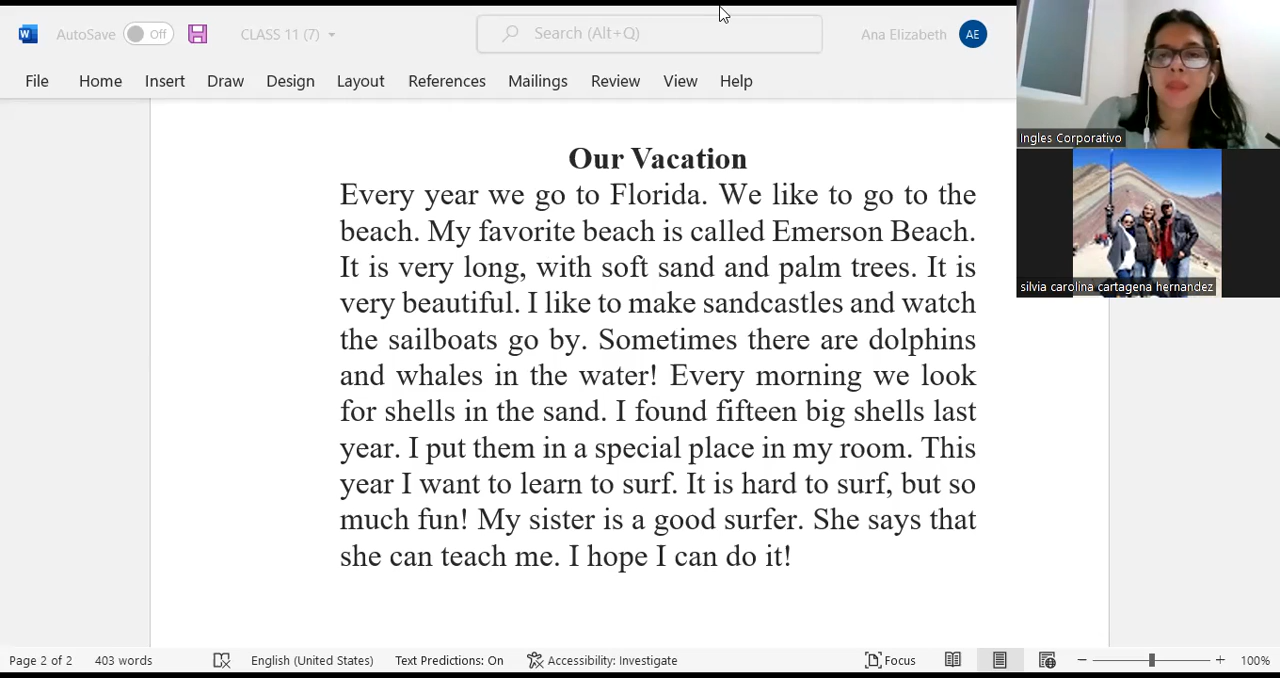 AutoSave Off CLASS 11 (7) Search (Alt+Q) Ana Elizabeth AE
File Home Insert Draw Design Layout References Mailings Review View Help
Ingles Corporativo
silvia carolina cartagena hernandez
Our Vacation
Every year we go to Florida. We like to go to the
beach. My favorite beach is called Emerson Beach.
It is very long, with soft sand and palm trees. It is
very beautiful. I like to make sandcastles and watch
the sailboats go by. Sometimes there are dolphins
and whales in the water! Every morning we look
for shells in the sand. I found fifteen big shells last
year. I put them in a special place in my room. This
year I want to learn to surf. It is hard to surf, but so
much fun! My sister is a good surfer. She says that
she can teach me. I hope I can do it!
Page 2 of 2 403 words English (United States) Text Predictions: On Accessibility: Investigate Focus 100%